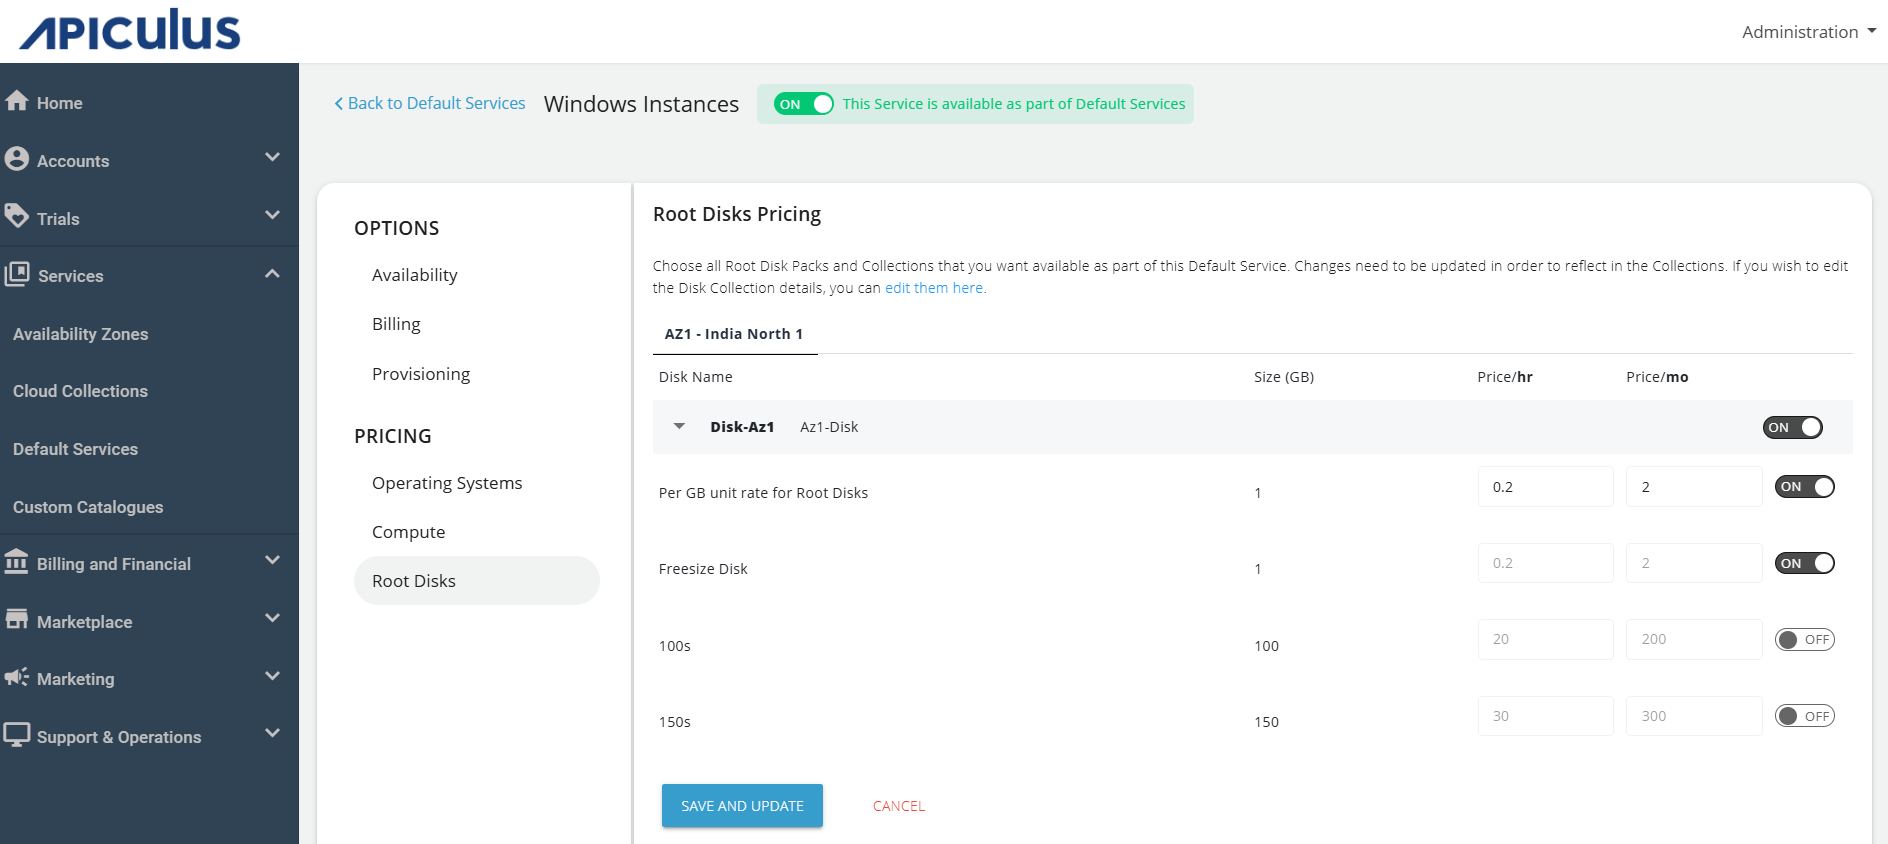 APICULUS
Administration
Home
Accounts
Trials
Services
Availability Zones
Cloud Collections
Default Services
Custom Catalogues
Billing and Financial
Marketplace
Marketing
Support & Operations
Back to Default Services
Windows Instances
ON
This Service is available as part of Default Services
OPTIONS
Availability
Billing
Provisioning
PRICING
Operating Systems
Compute
Root Disks
Root Disks Pricing
Choose all Root Disk Packs and Collections that you want available as part of this Default Service. Changes need to be updated in order to reflect in the Collections. If you wish to edit
the Disk Collection details, you can edit them here.
AZ1 - India North 1
Disk Name Size (GB) Price/hr Price/mo
Disk-Az1 Az1-Disk ON
Per GB unit rate for Root Disks 1 0.2 2 ON
Freesize Disk 1 0.2 2 ON
100s 100 20 200 OFF
150s 150 30 300 OFF
SAVE AND UPDATE CANCEL